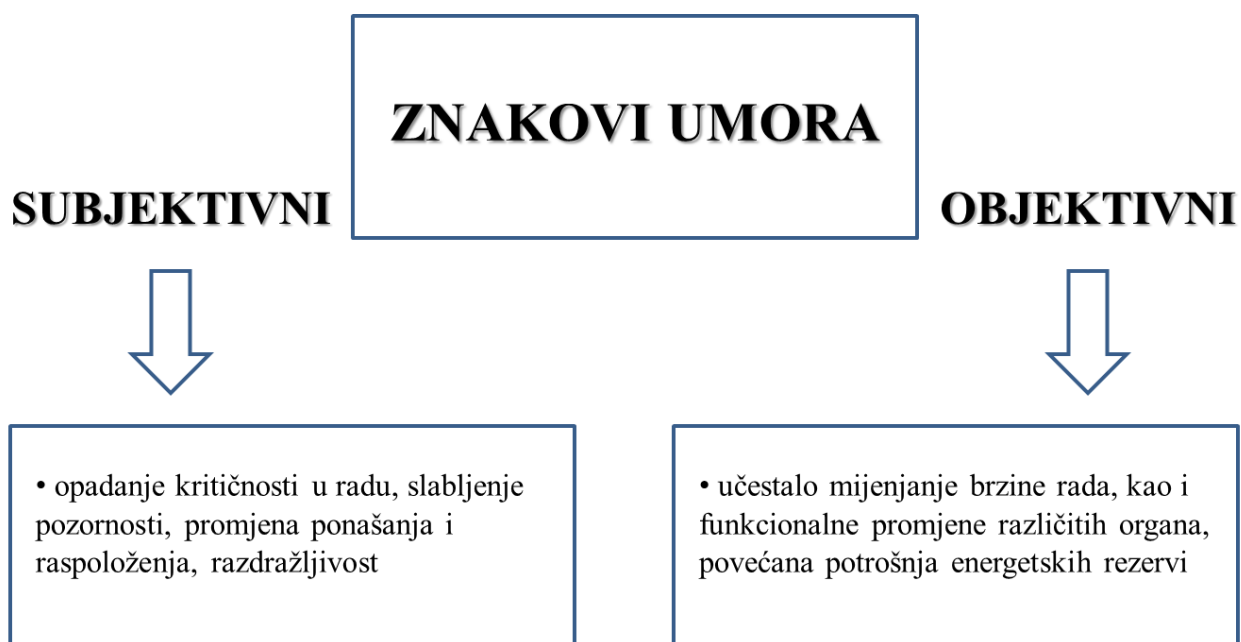 ZNAKOVI UMORA
SUBJEKTIVNI
OBJEKTIVNI
• opadanje kritičnosti u radu, slabljenje
pozornosti, promjena ponašanja i
raspoloženja, razdražljivost
• učestalo mijenjanje brzine rada, kao i
funkcionalne promjene različitih organa,
povećana potrošnja energetskih rezervi